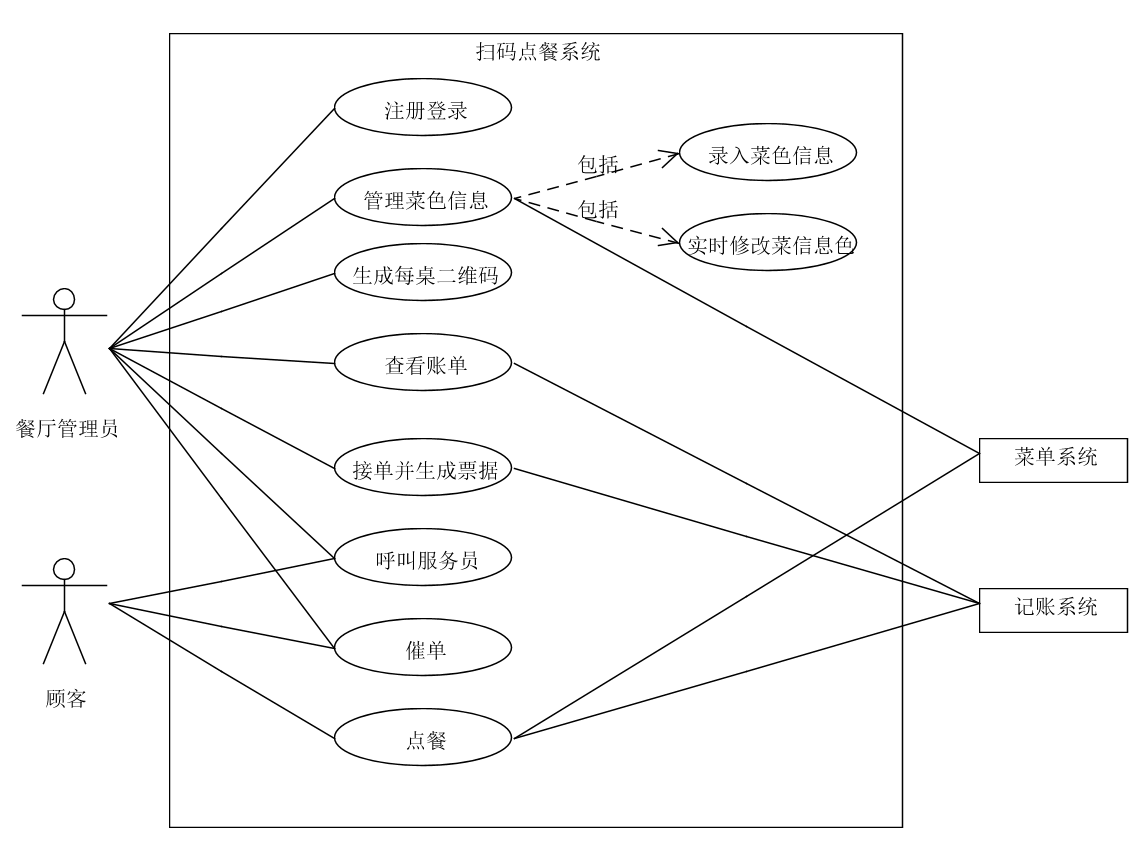 扫码点餐系统
注册登录
录入菜色信息
包括
管理菜色信息
包括
实时修改菜信息色
生成每桌二维码
查看账单
餐厅管理员
菜单系统
接单并生成票据
呼叫服务员
记账系统
催单
顾客
点餐